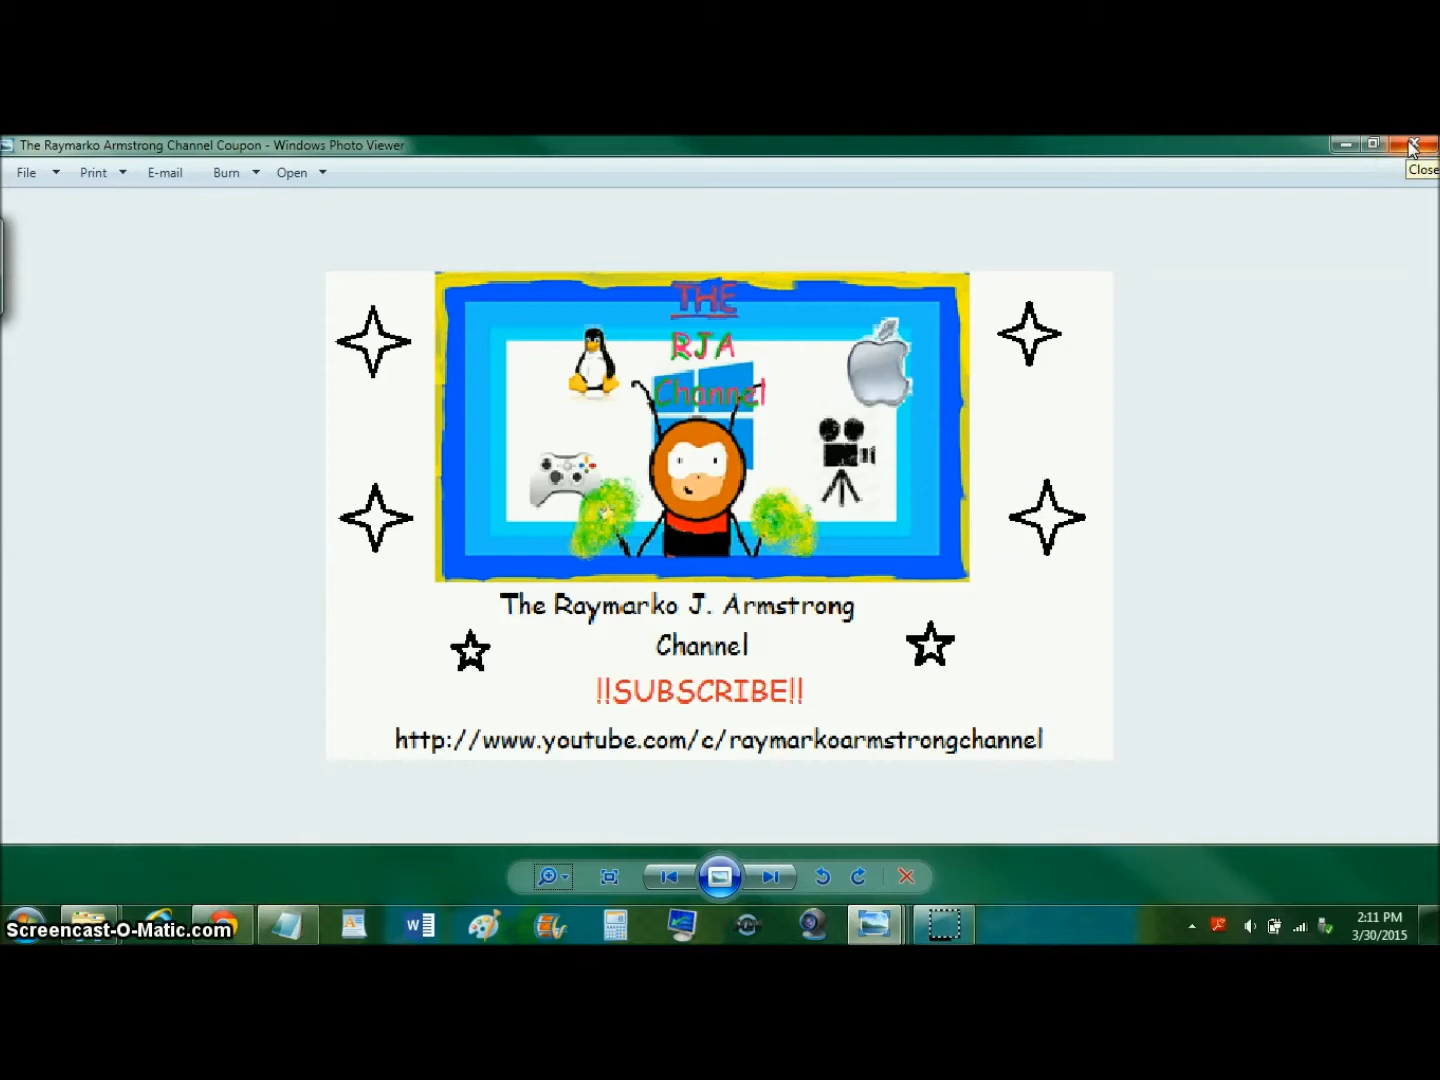 The Raymarko Armstrong Channel Coupon - Windows Photo Viewer
File Print E-mail Burn Open
Close
THE
RJA
Channel
The Raymarko J. Armstrong
Channel
!!SUBSCRIBE!!
http://www.youtube.com/c/raymarkoarmstrongchannel
Screencast-O-Matic.com
2:11 PM
3/30/2015